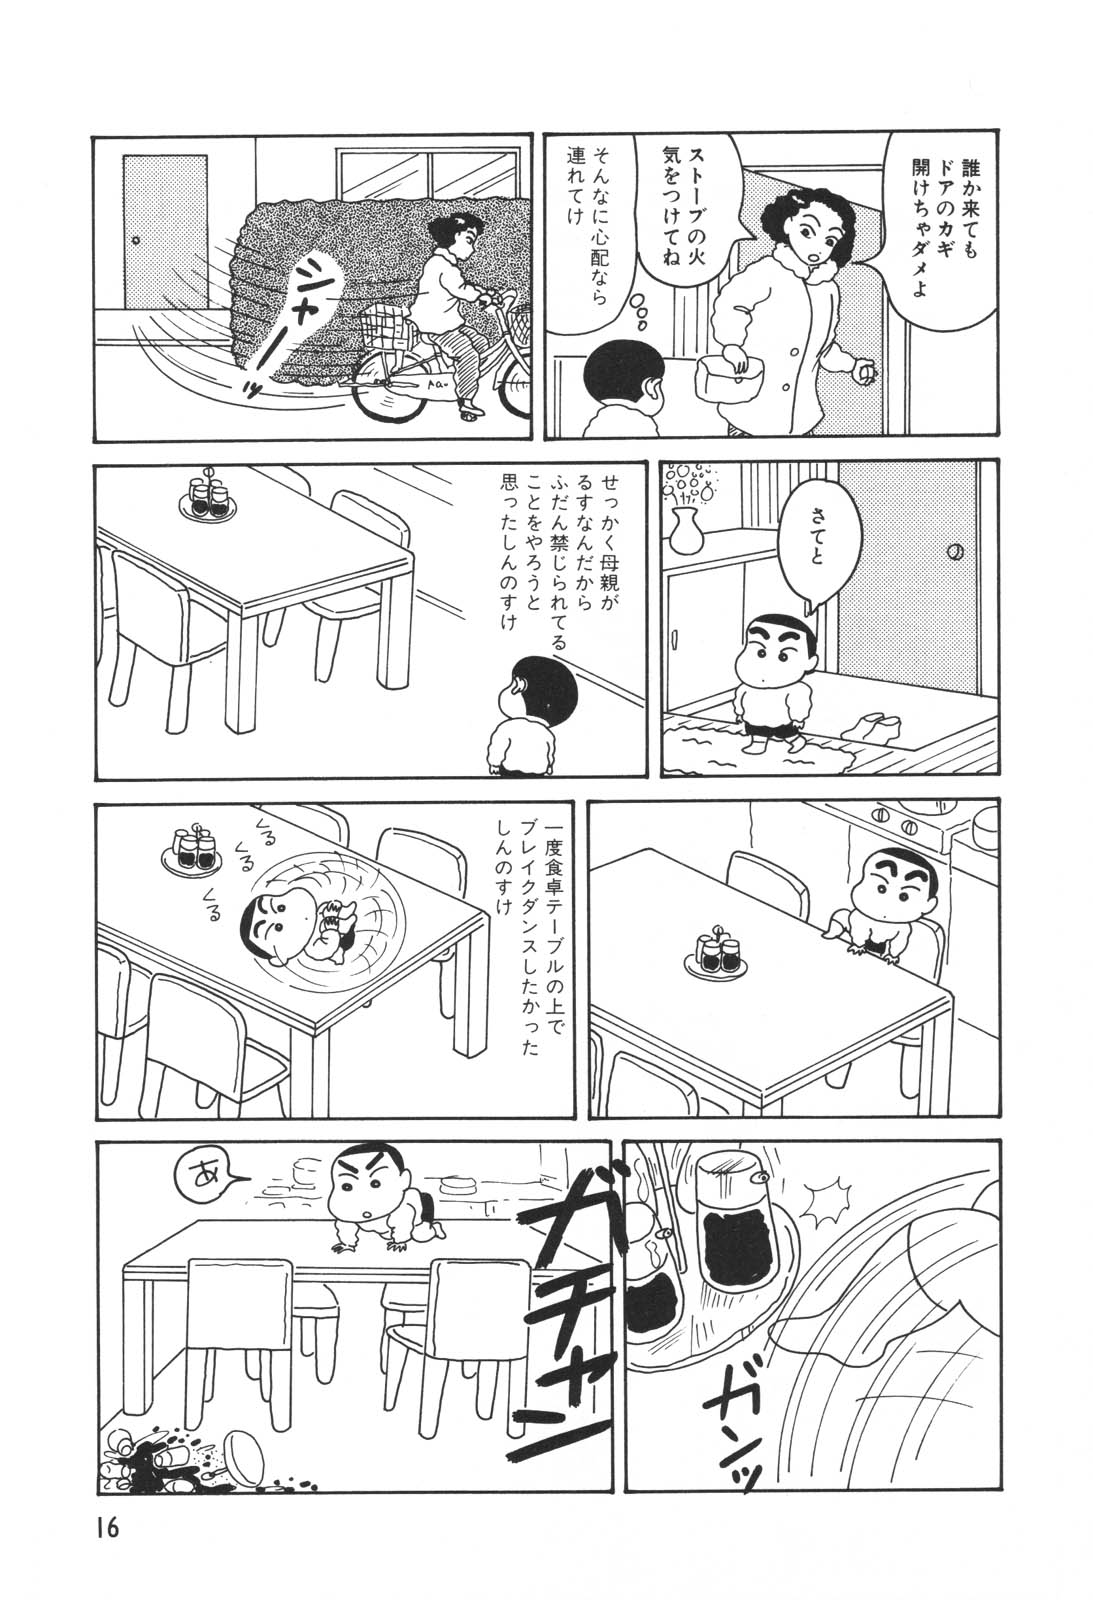 誰か来ても
ドアのカギ
開けちゃダメよ
ストーブの火
気をつけてね
そんなに心配なら
連れてけ
シャーッ
さてと
せっかく母親が
るすなんだから
ふだん禁じられてる
ことをやろうと
思ったしんのすけ
一度食卓テーブルの上で
ブレイクダンスしたかった
しんのすけ
くる
くる
くる
ガンッ
ガチャン
あ
16